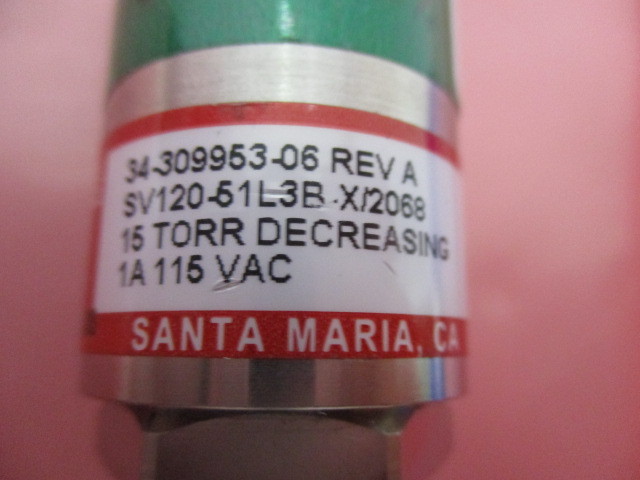 34-309953-06 REV A
SV120-51L3B-X/2068
15 TORR DECREASING
1A 115 VAC
SANTA MARIA, CA